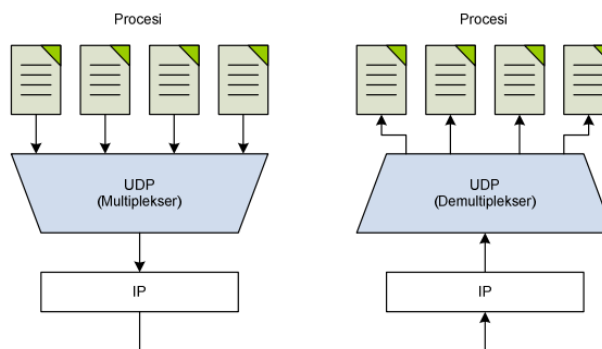 Procesi
Procesi
UDP
(Multiplekser)
UDP
(Demultiplekser)
IP
IP